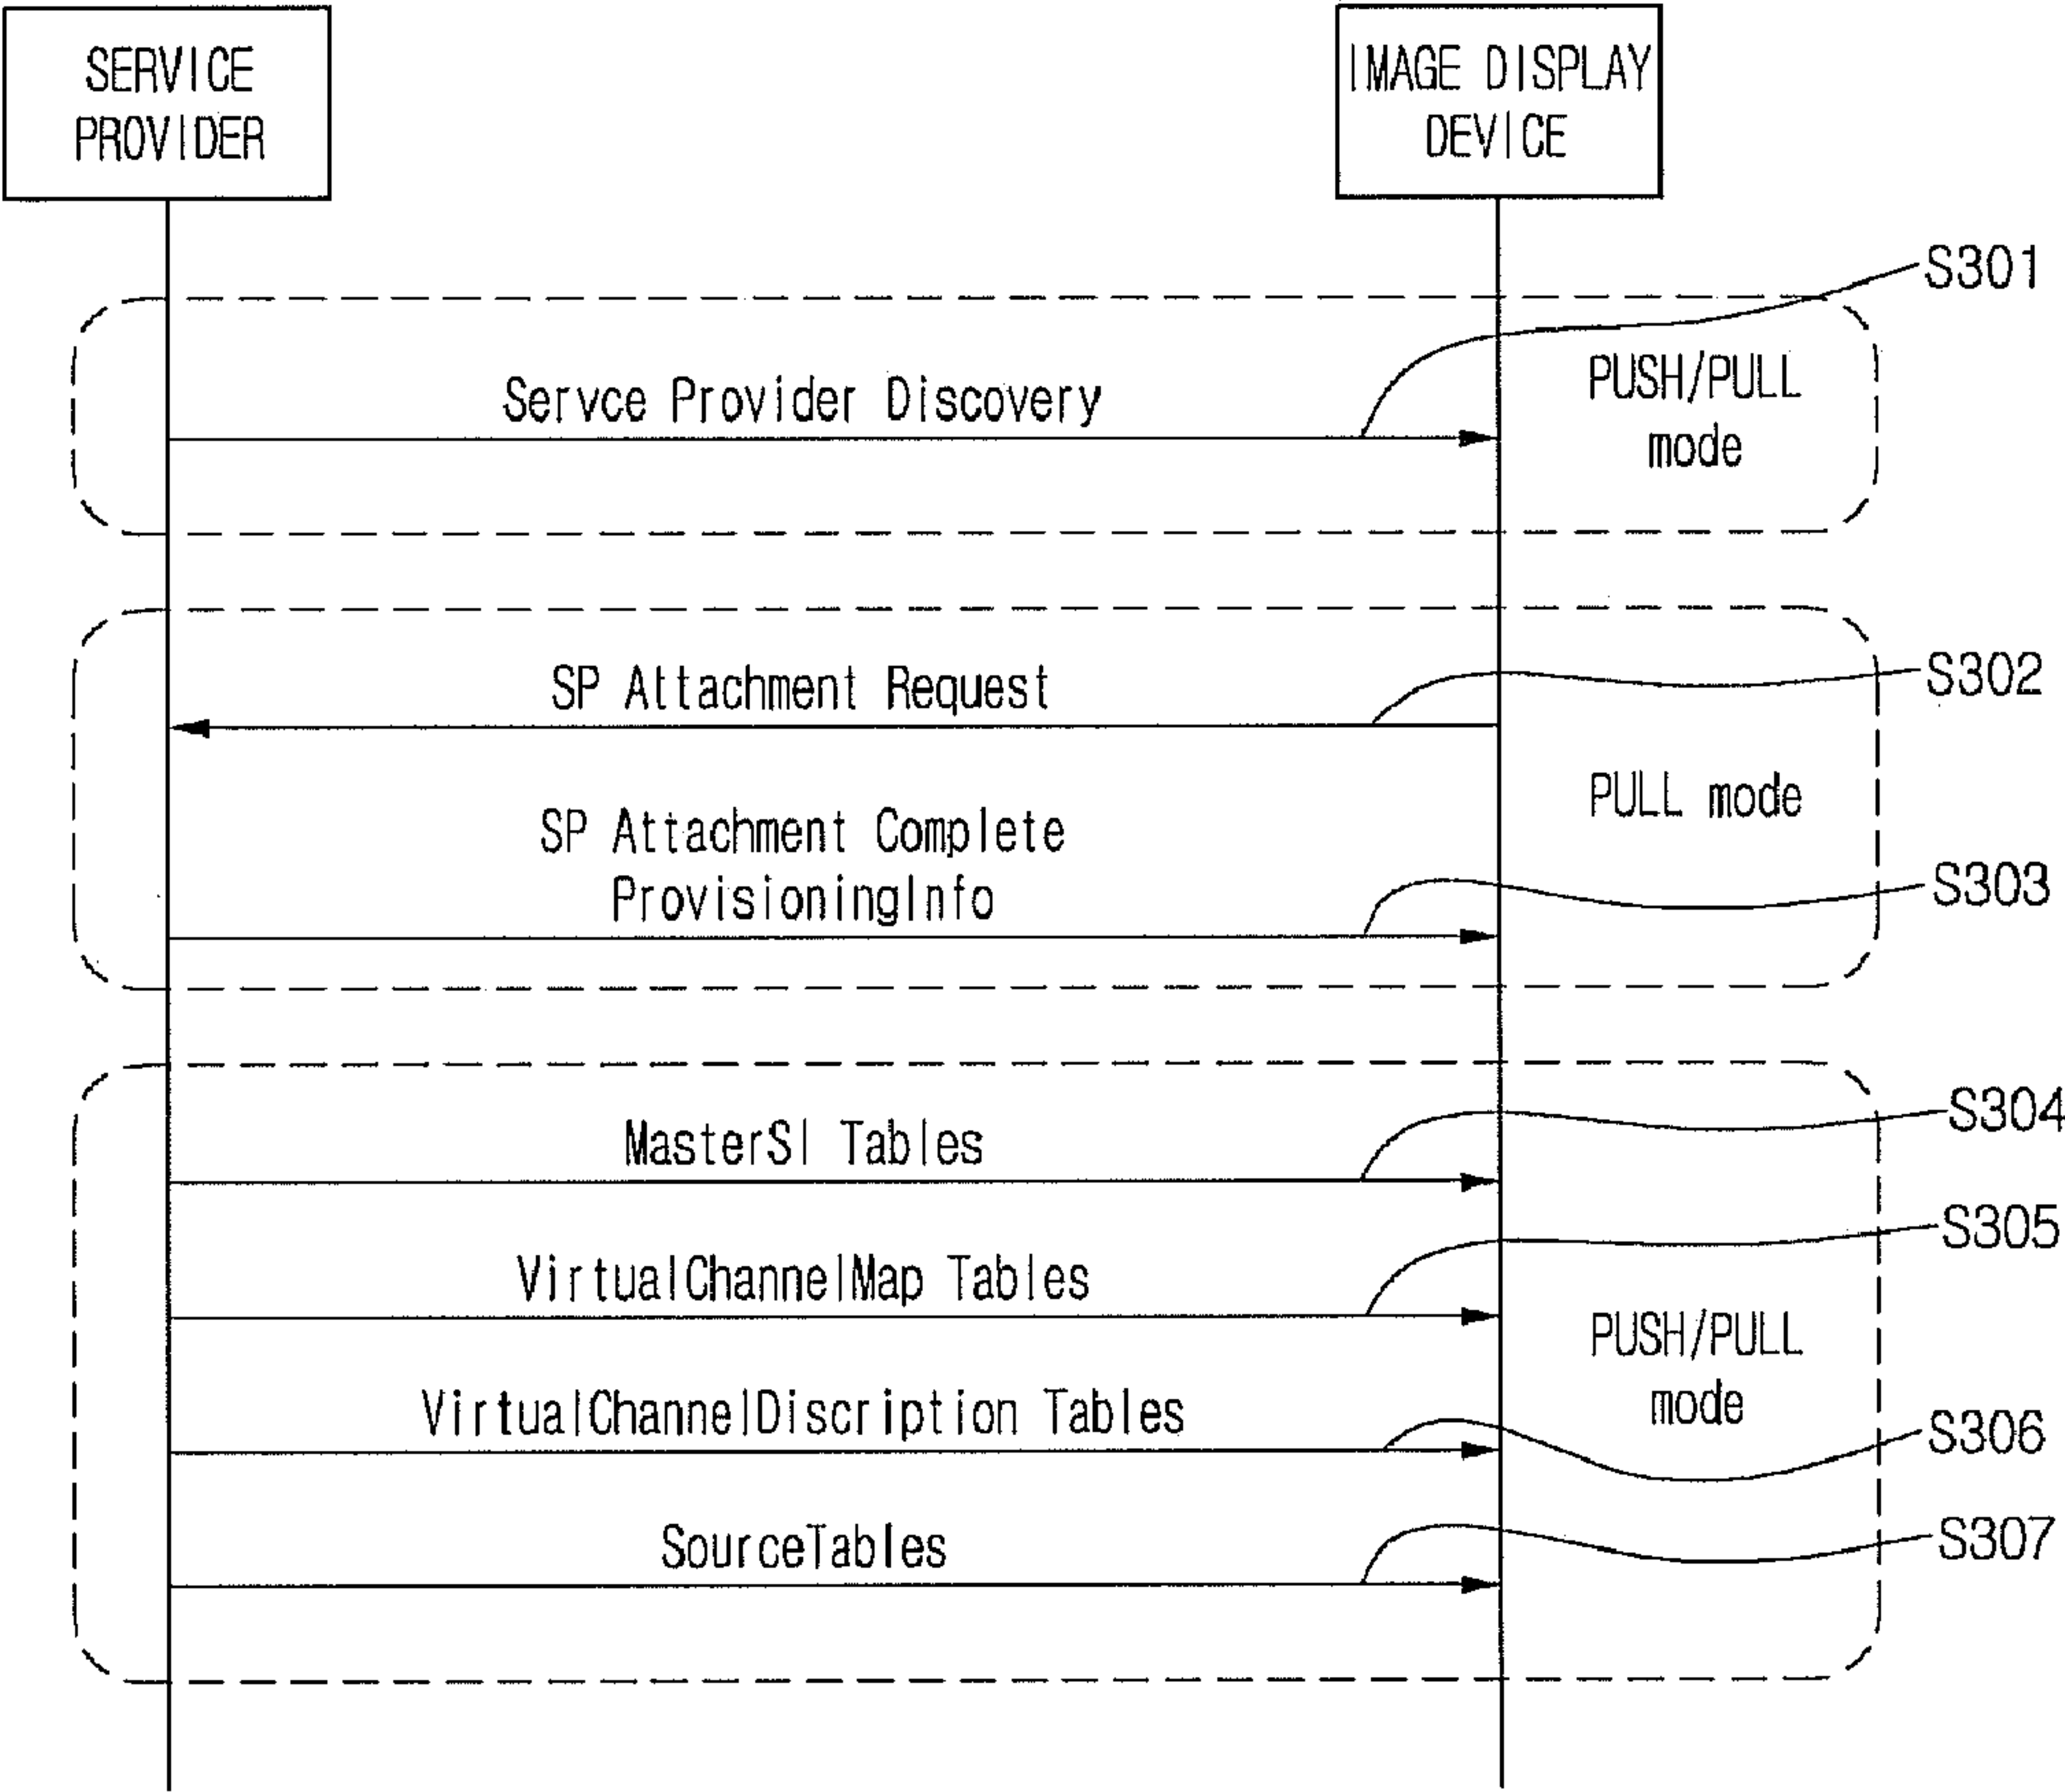 SERVICE
PROVIDER
IMAGE DISPLAY
DEVICE
S301
Servce Provider Discovery
PUSH/PULL
mode
SP Attachment Request
S302
PULL mode
SP Attachment Complete
ProvisioningInfo
S303
MasterSI Tables
S304
VirtualChannelMap Tables
S305
PUSH/PULL
mode
VirtualChannelDiscription Tables
S306
SourceTables
S307